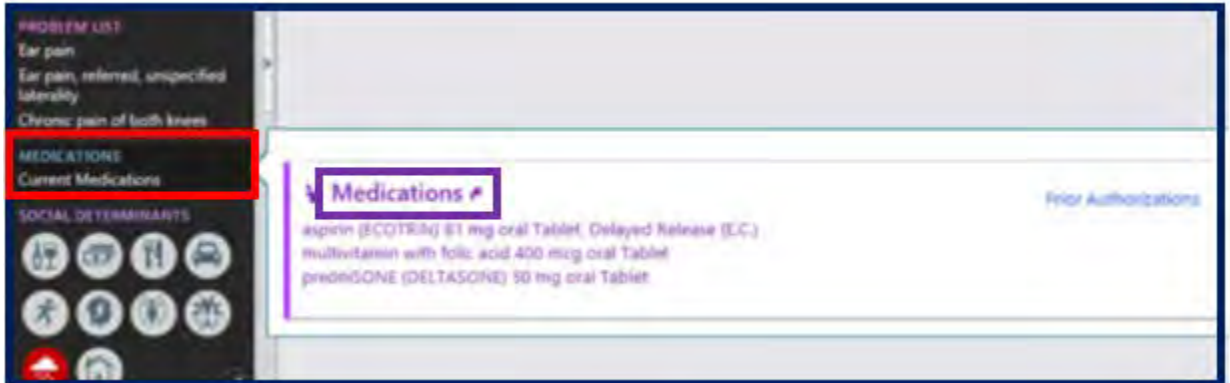 PROBLEM LIST
Ear pain
Ear pain, referred, unspecified
laterality
Chronic pain of both knees
MEDICATIONS
Current Medications
SOCIAL DETERMINANTS
Medications
Prior Authorizations
aspirin (ECOTRIN) 81 mg oral Tablet, Delayed Release (E.C.)
multivitamin with folic acid 400 mcg oral Tablet
predniSONE (DELTASONE) 50 mg oral Tablet